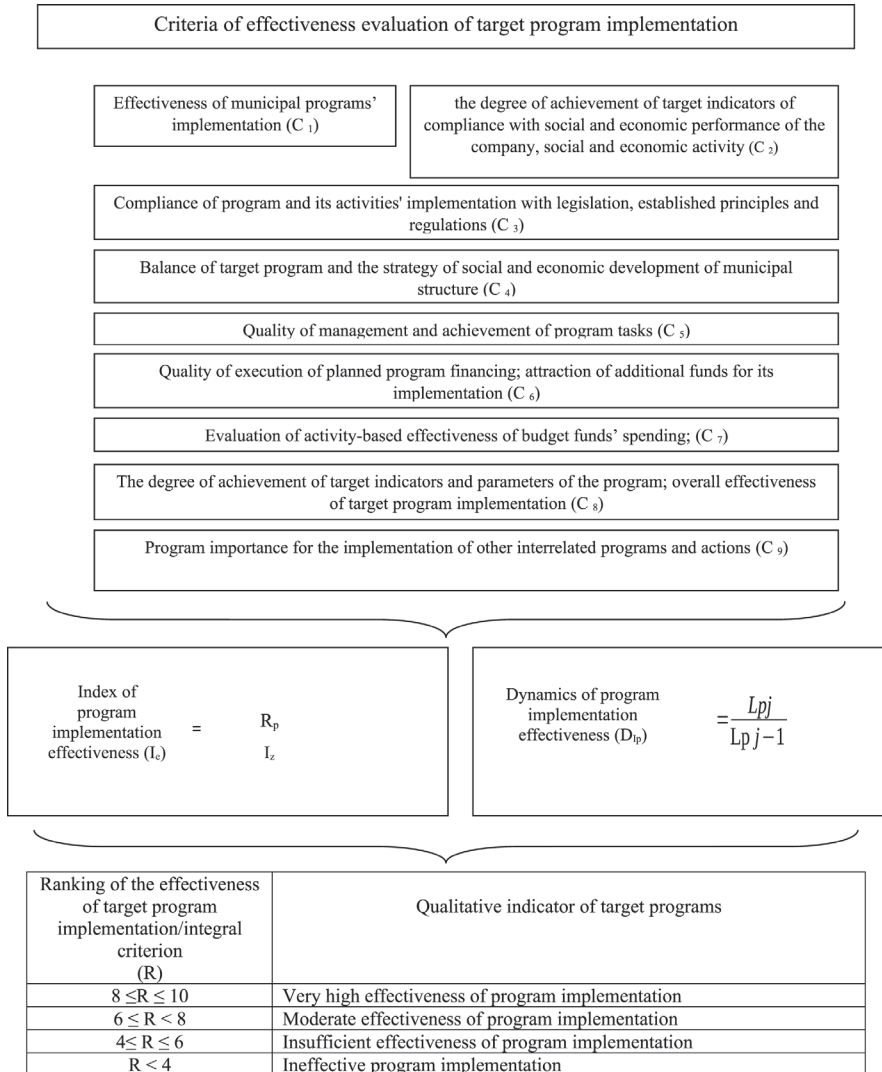 Criteria of effectiveness evaluation of target program implementation
Effectiveness of municipal programs’
implementation (C 1)
the degree of achievement of target indicators of
compliance with social and economic performance of the
company, social and economic activity (C 2)
Compliance of program and its activities' implementation with legislation, established principles and
regulations (C 3)
Balance of target program and the strategy of social and economic development of municipal
structure (C 4)
Quality of management and achievement of program tasks (C 5)
Quality of execution of planned program financing; attraction of additional funds for its
implementation (C 6)
Evaluation of activity-based effectiveness of budget funds’ spending; (C 7)
The degree of achievement of target indicators and parameters of the program; overall effectiveness
of target program implementation (C 8)
Program importance for the implementation of other interrelated programs and actions (C 9)
Index of
program
implementation
effectiveness (Ie)
=
Rp
Iz
Dynamics of program
implementation
effectiveness (DIp)
=
Lpj
Lp j−1
Ranking of the effectiveness
of target program
implementation/integral
criterion
(R)
Qualitative indicator of target programs
8 ≤R ≤ 10 Very high effectiveness of program implementation
6 ≤ R < 8 Moderate effectiveness of program implementation
4≤ R ≤ 6 Insufficient effectiveness of program implementation
R < 4 Ineffective program implementation